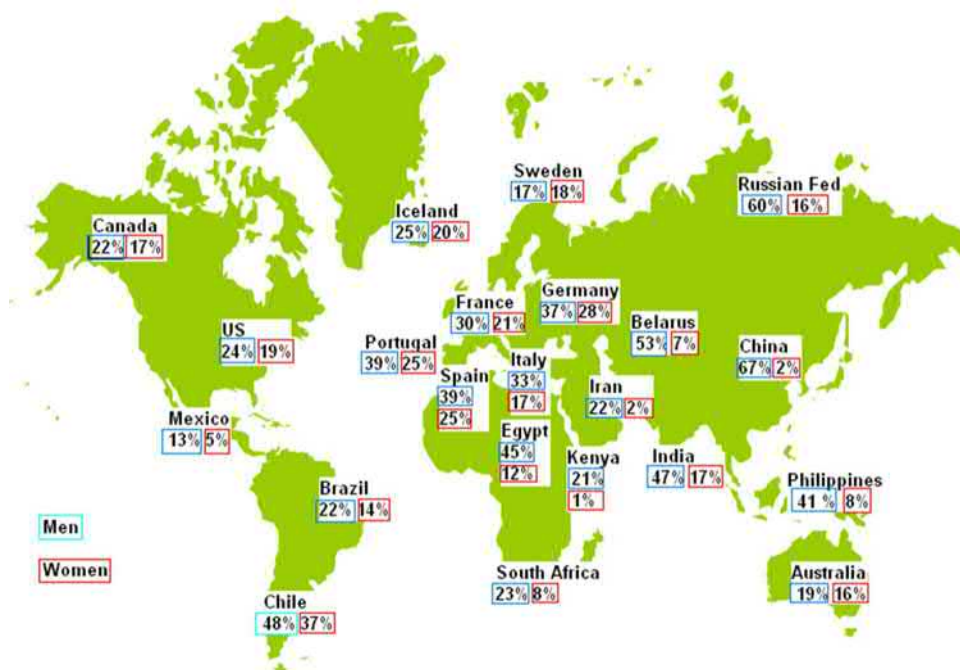 Sweden
17% 18%
Russian Fed
60% 16%
Iceland
25% 20%
Canada
22% 17%
Germany
37% 28%
France
30% 21%
Belarus
53% 7%
US
24% 19%
Portugal
39% 25%
China
67% 2%
Italy
33%
17%
Spain
39%
25%
Iran
22% 2%
Mexico
13% 5%
Egypt
45%
12%
Kenya
21%
1%
India
47% 17%
Philippines
41 % 8%
Brazil
22% 14%
Men
Women
South Africa
23% 8%
Australia
19% 16%
Chile
48% 37%